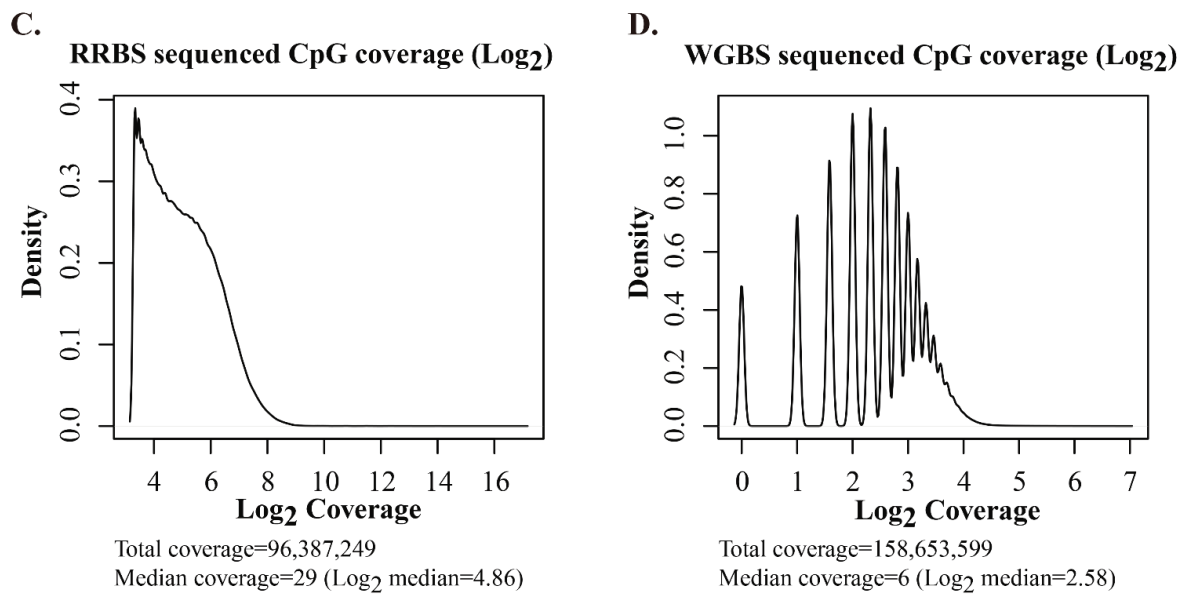 C.
RRBS sequenced CpG coverage (Log2)
0.4
0.3
0.2
0.1
0.0
Density
4 6 8 10 12 14 16
Log2 Coverage
Total coverage=96,387,249
Median coverage=29 (Log2 median=4.86)
D.
WGBS sequenced CpG coverage (Log2)
1.0
0.8
0.6
0.4
0.2
0.0
Density
0 1 2 3 4 5 6 7
Log2 Coverage
Total coverage=158,653,599
Median coverage=6 (Log2 median=2.58)